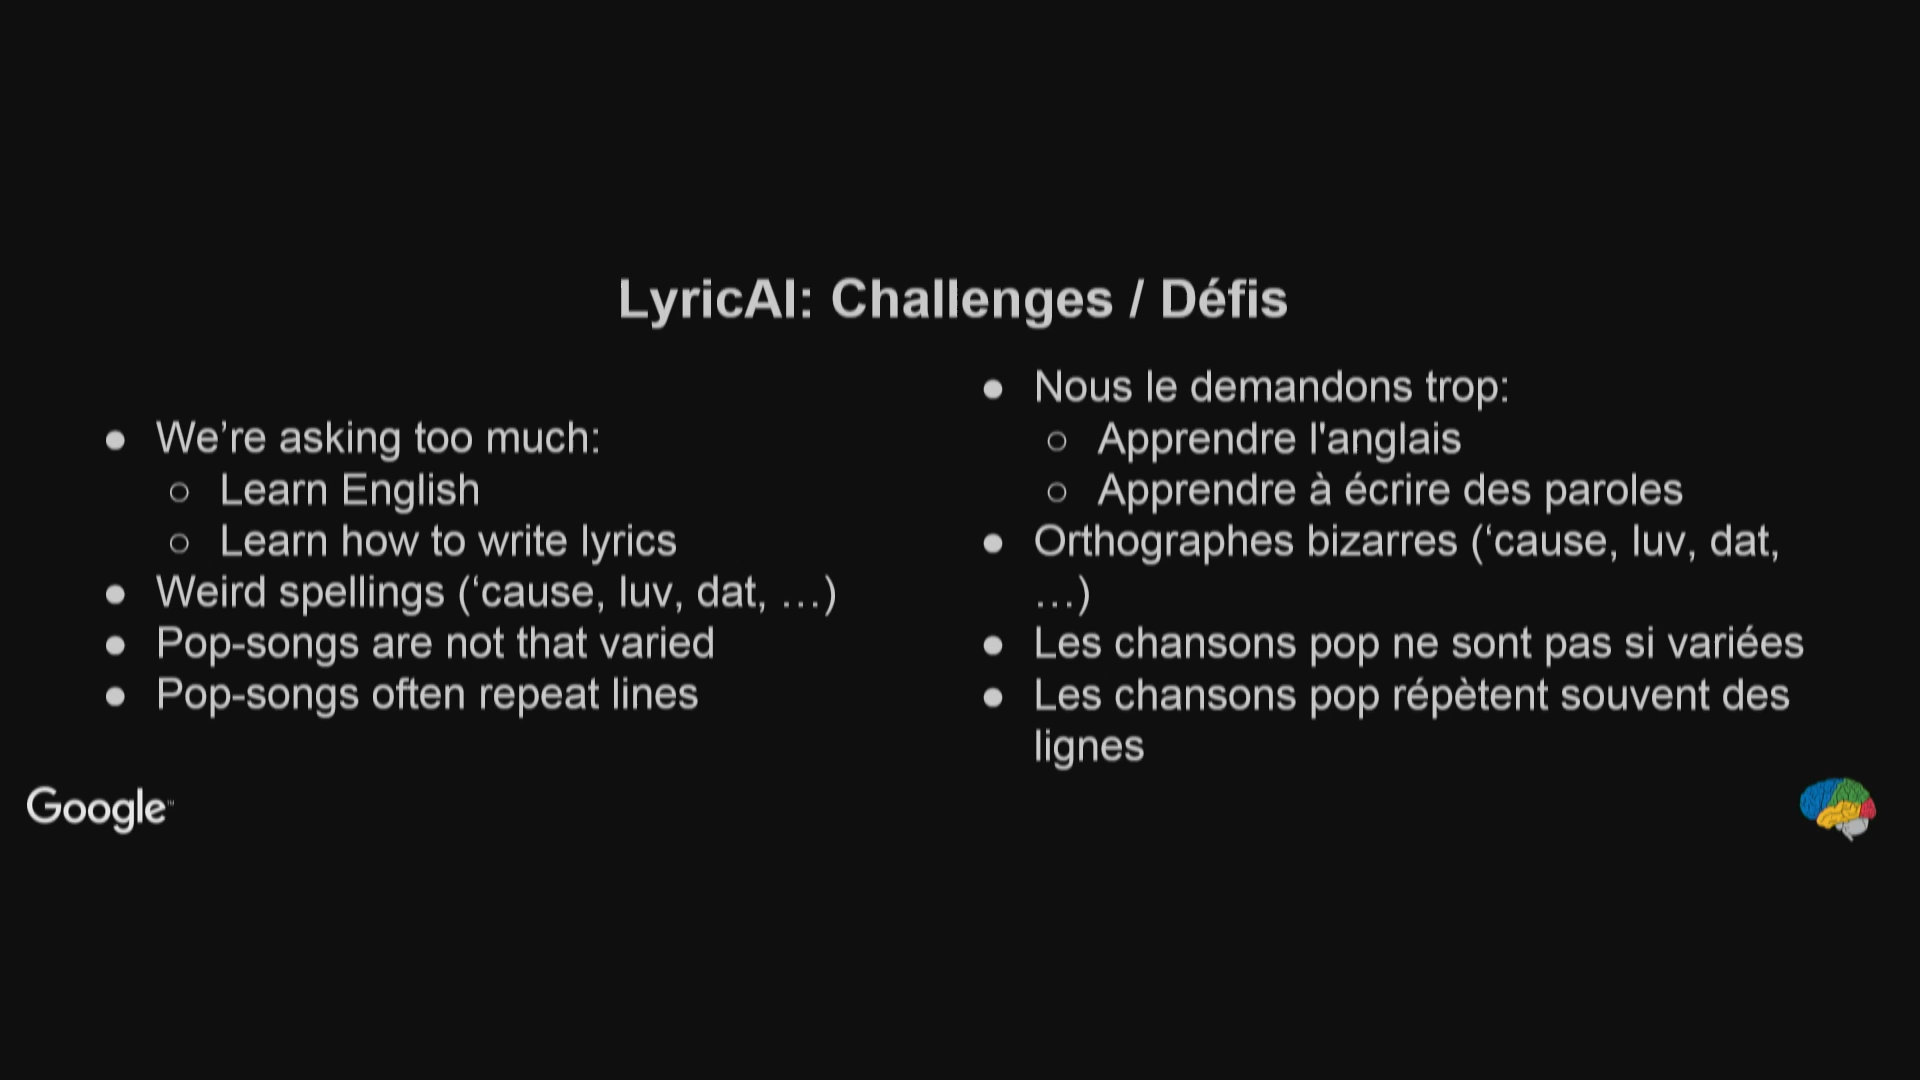 LyricAI: Challenges / Défis
● We’re asking too much:
○ Learn English
○ Learn how to write lyrics
● Weird spellings (‘cause, luv, dat, …)
● Pop-songs are not that varied
● Pop-songs often repeat lines
● Nous le demandons trop:
○ Apprendre l'anglais
○ Apprendre à écrire des paroles
● Orthographes bizarres (‘cause, luv, dat,
…)
● Les chansons pop ne sont pas si variées
● Les chansons pop répètent souvent des
lignes
Google™